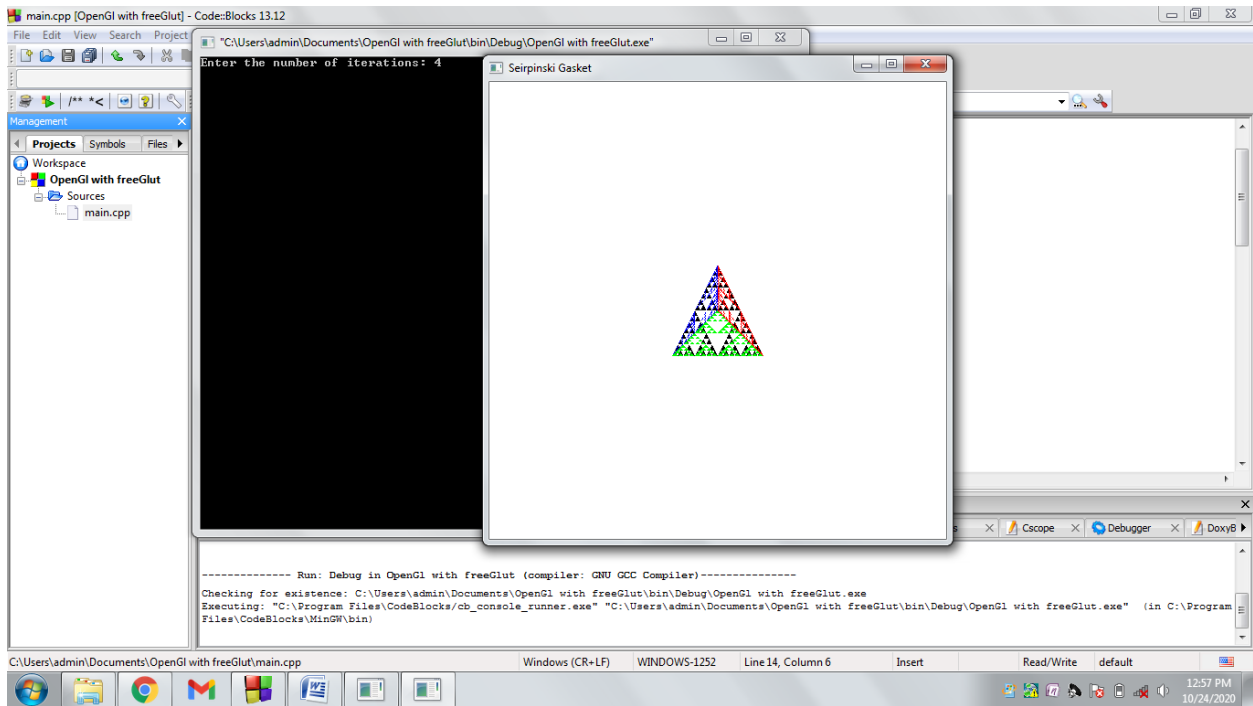 main.cpp [OpenGl with freeGlut] - Code::Blocks 13.12
File Edit View Search Project
"C:\Users\admin\Documents\OpenGl with freeGlut\bin\Debug\OpenGl with freeGlut.exe"
Enter the number of iterations: 4
Seirpinski Gasket
/** *<
Management
Projects Symbols Files
Workspace
OpenGl with freeGlut
Sources
main.cpp
Cscope Debugger DoxyB
-------------- Run: Debug in OpenGl with freeGlut (compiler: GNU GCC Compiler)---------------
Checking for existence: C:\Users\admin\Documents\OpenGl with freeGlut\bin\Debug\OpenGl with freeGlut.exe
Executing: "C:\Program Files\CodeBlocks/cb_console_runner.exe" "C:\Users\admin\Documents\OpenGl with freeGlut\bin\Debug\OpenGl with freeGlut.exe"  (in C:\Program
Files\CodeBlocks\MinGW\bin)
C:\Users\admin\Documents\OpenGl with freeGlut\main.cpp Windows (CR+LF) WINDOWS-1252 Line 14, Column 6 Insert Read/Write default
12:57 PM
10/24/2020